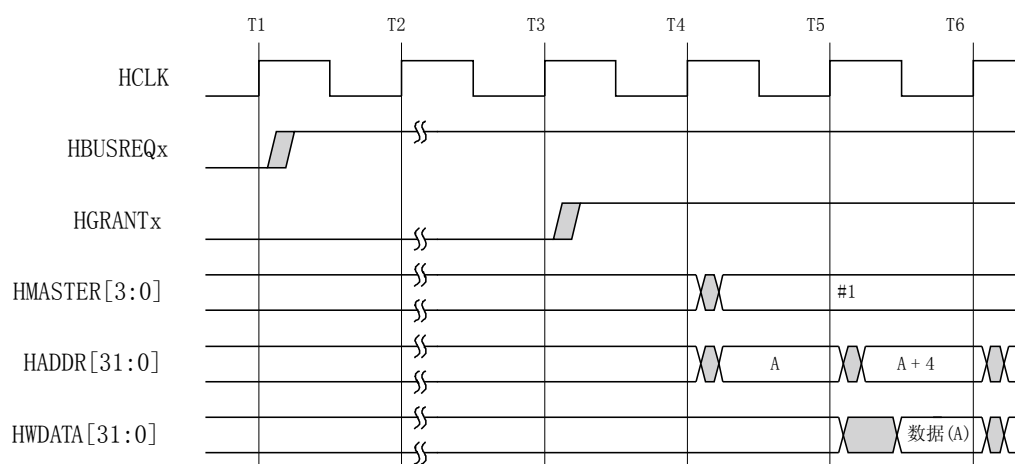 T1 T2 T3 T4 T5 T6
HCLK
HBUSREQx
HGRANTx
HMASTER[3:0] #1
HADDR[31:0] A A + 4
HWDATA[31:0] 数据(A)